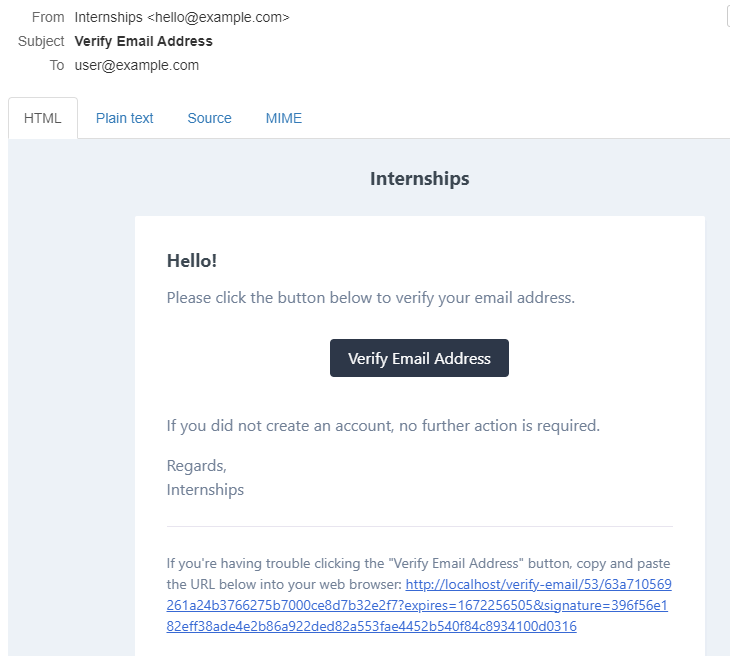 From Internships <hello@example.com>
Subject Verify Email Address
To user@example.com
HTML Plain text Source MIME
Internships
Hello!
Please click the button below to verify your email address.
Verify Email Address
If you did not create an account, no further action is required.
Regards,
Internships
If you're having trouble clicking the "Verify Email Address" button, copy and paste
the URL below into your web browser: http://localhost/verify-email/53/63a710569
261a24b3766275b7000ce8d7b32e2f7?expires=1672256505&signature=396f56e1
82eff38ade4e2b86a922ded82a553fae4452b540f84c8934100d0316